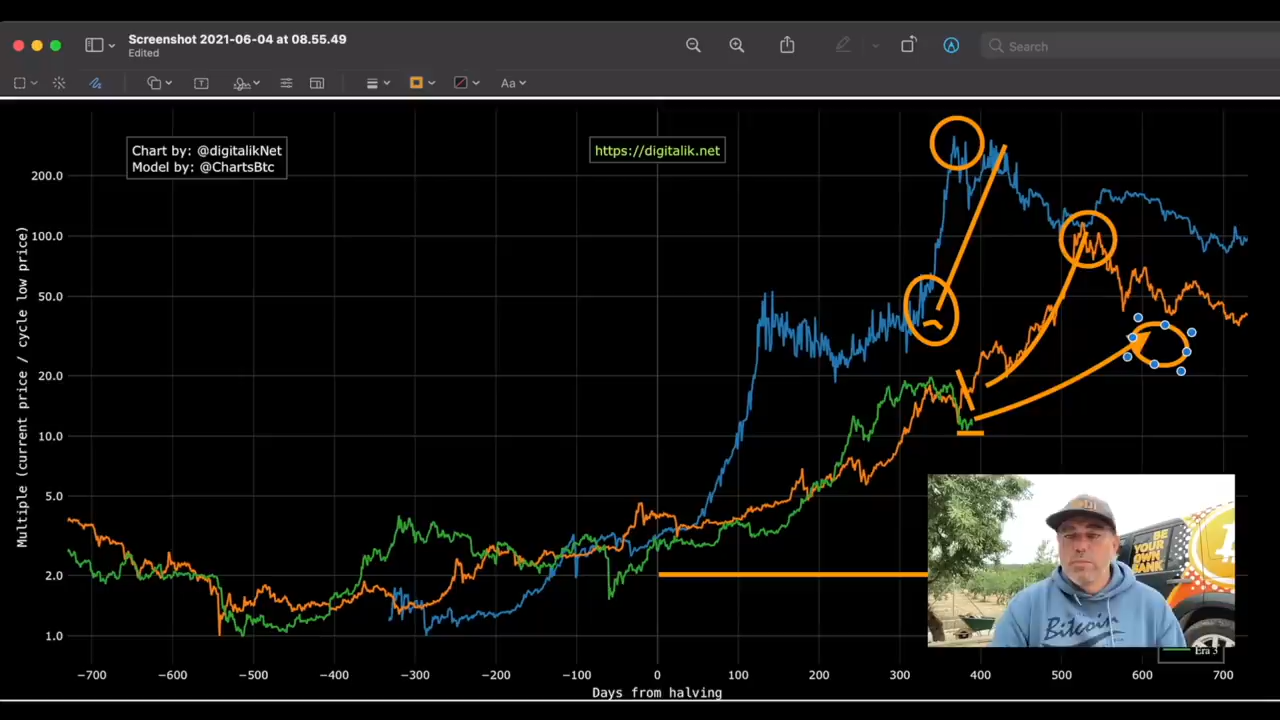 Screenshot 2021-06-04 at 08.55.49
Edited
Search
Aa
Chart by: @digitalikNet
Model by: @ChartsBtc
https://digitalik.net
200.0
100.0
50.0
20.0
10.0
5.0
2.0
1.0
Multiple (current price / cycle low price)
−700
−600
−500
−400
−300
−200
−100
0
100
200
300
400
500
600
700
Days from halving
Era 3
BE
YOUR
OWN
BANK
Bitcoin